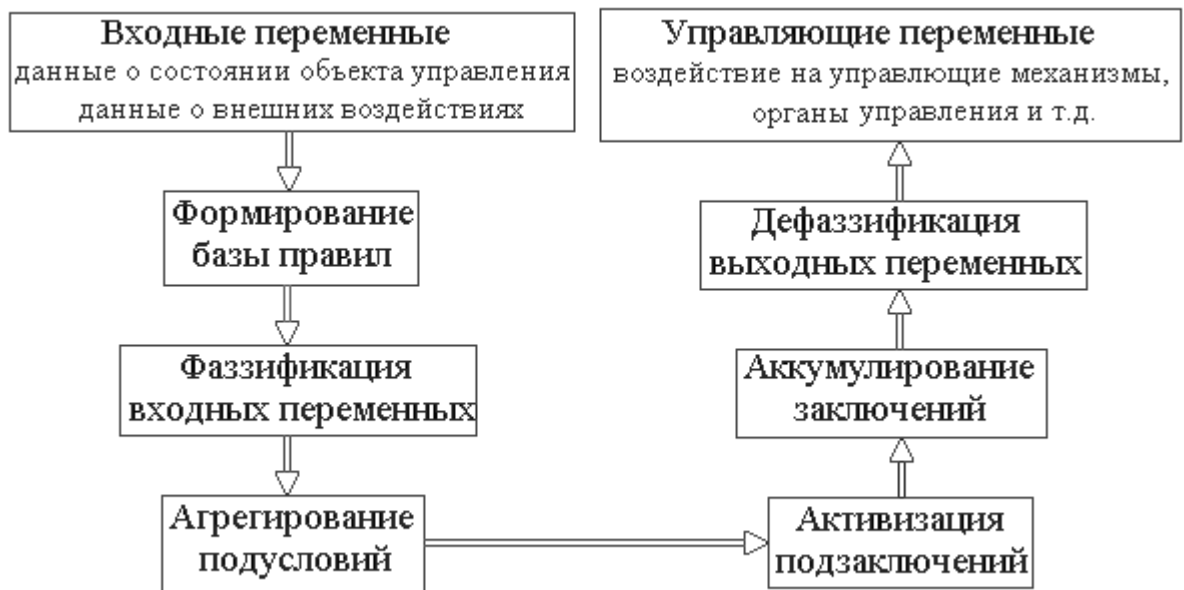 Входные переменные
данные о состоянии объекта управления
данные о внешних воздействиях
Формирование
базы правил
Фаззификация
входных переменных
Агрегирование
подусловий
Активизация
подзаключений
Аккумулирование
заключений
Дефаззификация
выходных переменных
Управляющие переменные
воздействие на управлющие механизмы,
органы управления и т.д.